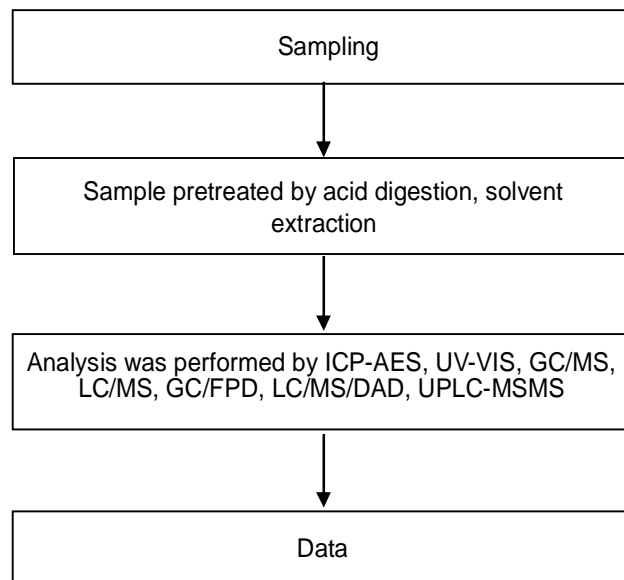 Sampling
Sample pretreated by acid digestion, solvent
extraction
Analysis was performed by ICP-AES, UV-VIS, GC/MS,
LC/MS, GC/FPD, LC/MS/DAD, UPLC-MSMS
Data